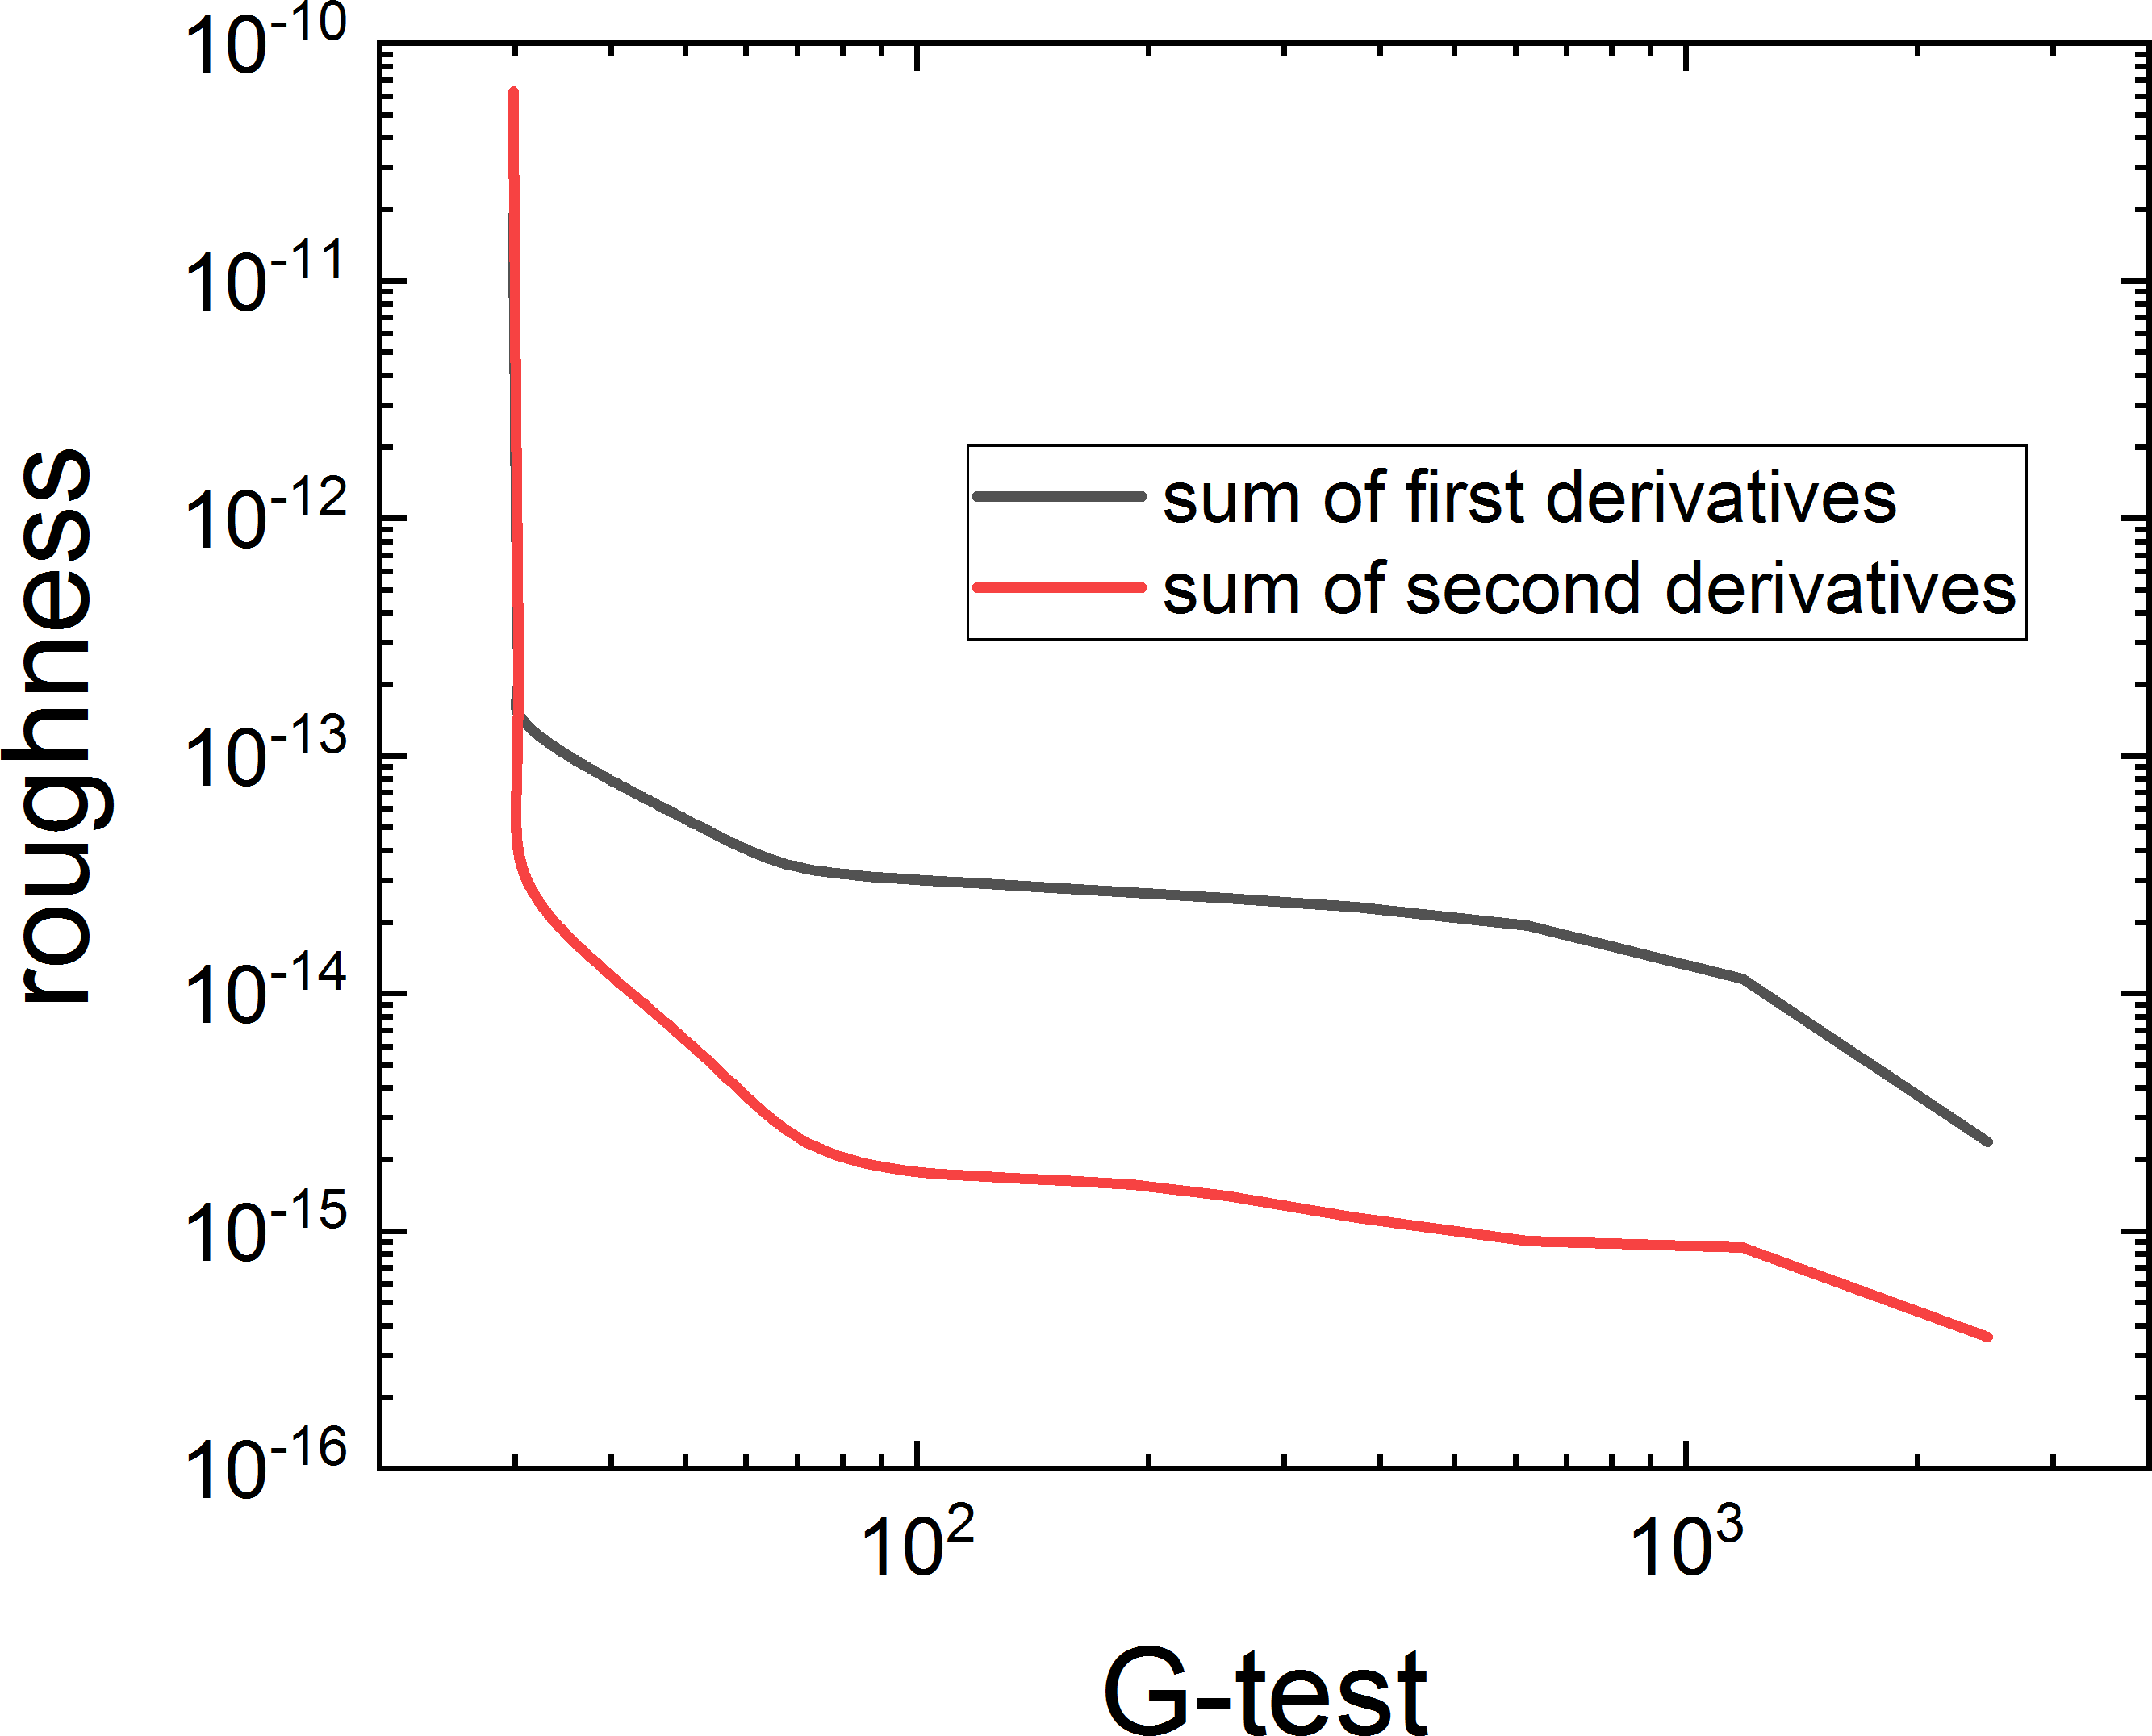 10^-10
10^-11
10^-12
10^-13
10^-14
10^-15
10^-16
roughness
sum of first derivatives
sum of second derivatives
10^2
10^3
G-test